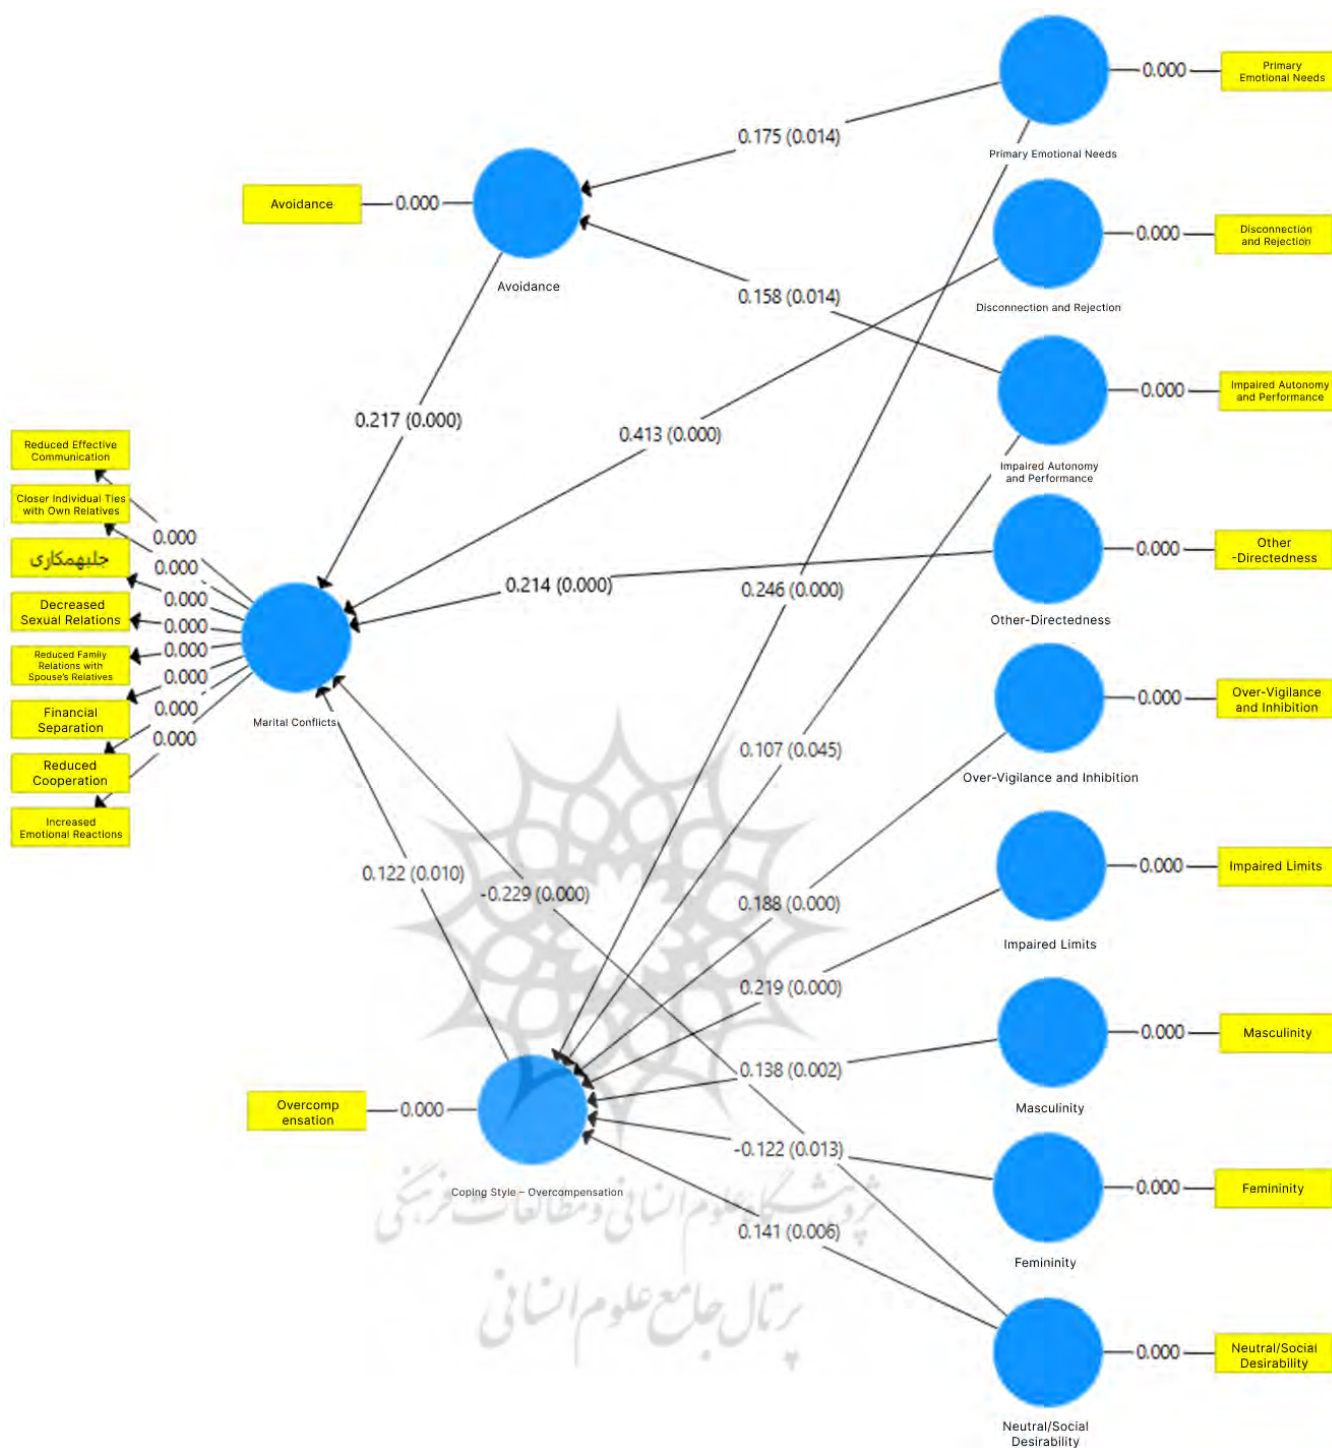 Primary
Emotional Needs
0.000
Primary Emotional Needs
0.175 (0.014)
Avoidance
0.000
Avoidance
Disconnection
and Rejection
0.000
Disconnection and Rejection
0.158 (0.014)
Impaired Autonomy
and Performance
0.000
Impaired Autonomy
and Performance
0.217 (0.000)
0.413 (0.000)
Reduced Effective
Communication
Closer Individual Ties
with Own Relatives
جلبهمکاری
Decreased
Sexual Relations
Reduced Family
Relations with
Spouse's Relatives
Financial
Separation
Reduced
Cooperation
Increased
Emotional Reactions
0.000
0.000
0.000
0.000
0.000
0.000
0.000
0.000
Marital Conflicts
Other
-Directedness
0.000
Other-Directedness
0.214 (0.000)
0.246 (0.000)
Over-Vigilance
and Inhibition
0.000
Over-Vigilance and Inhibition
0.107 (0.045)
Impaired Limits
0.000
Impaired Limits
0.122 (0.010)
-0.229 (0.000)
0.188 (0.000)
0.219 (0.000)
Masculinity
0.000
Masculinity
0.138 (0.002)
Overcomp
ensation
0.000
Coping Style – Overcompensation
-0.122 (0.013)
Femininity
0.000
Femininity
0.141 (0.006)
پژوهشگاه علوم انسانی و مطالعات فرهنگی
پرتال جامع علوم انسانی
Neutral/Social
Desirability
0.000
Neutral/Social
Desirability